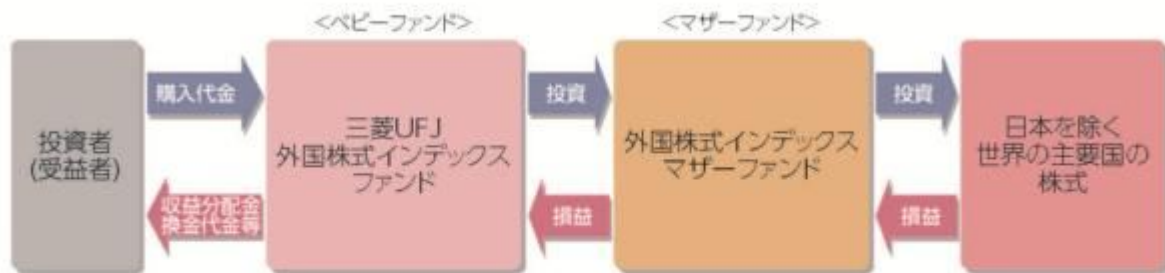 <ベビーファンド>
<マザーファンド>
投資者
(受益者)
購入代金
収益分配金
換金代金等
三菱UFJ
外国株式インデックス
ファンド
投資
損益
外国株式インデックス
マザーファンド
投資
損益
日本を除く
世界の主要国の
株式